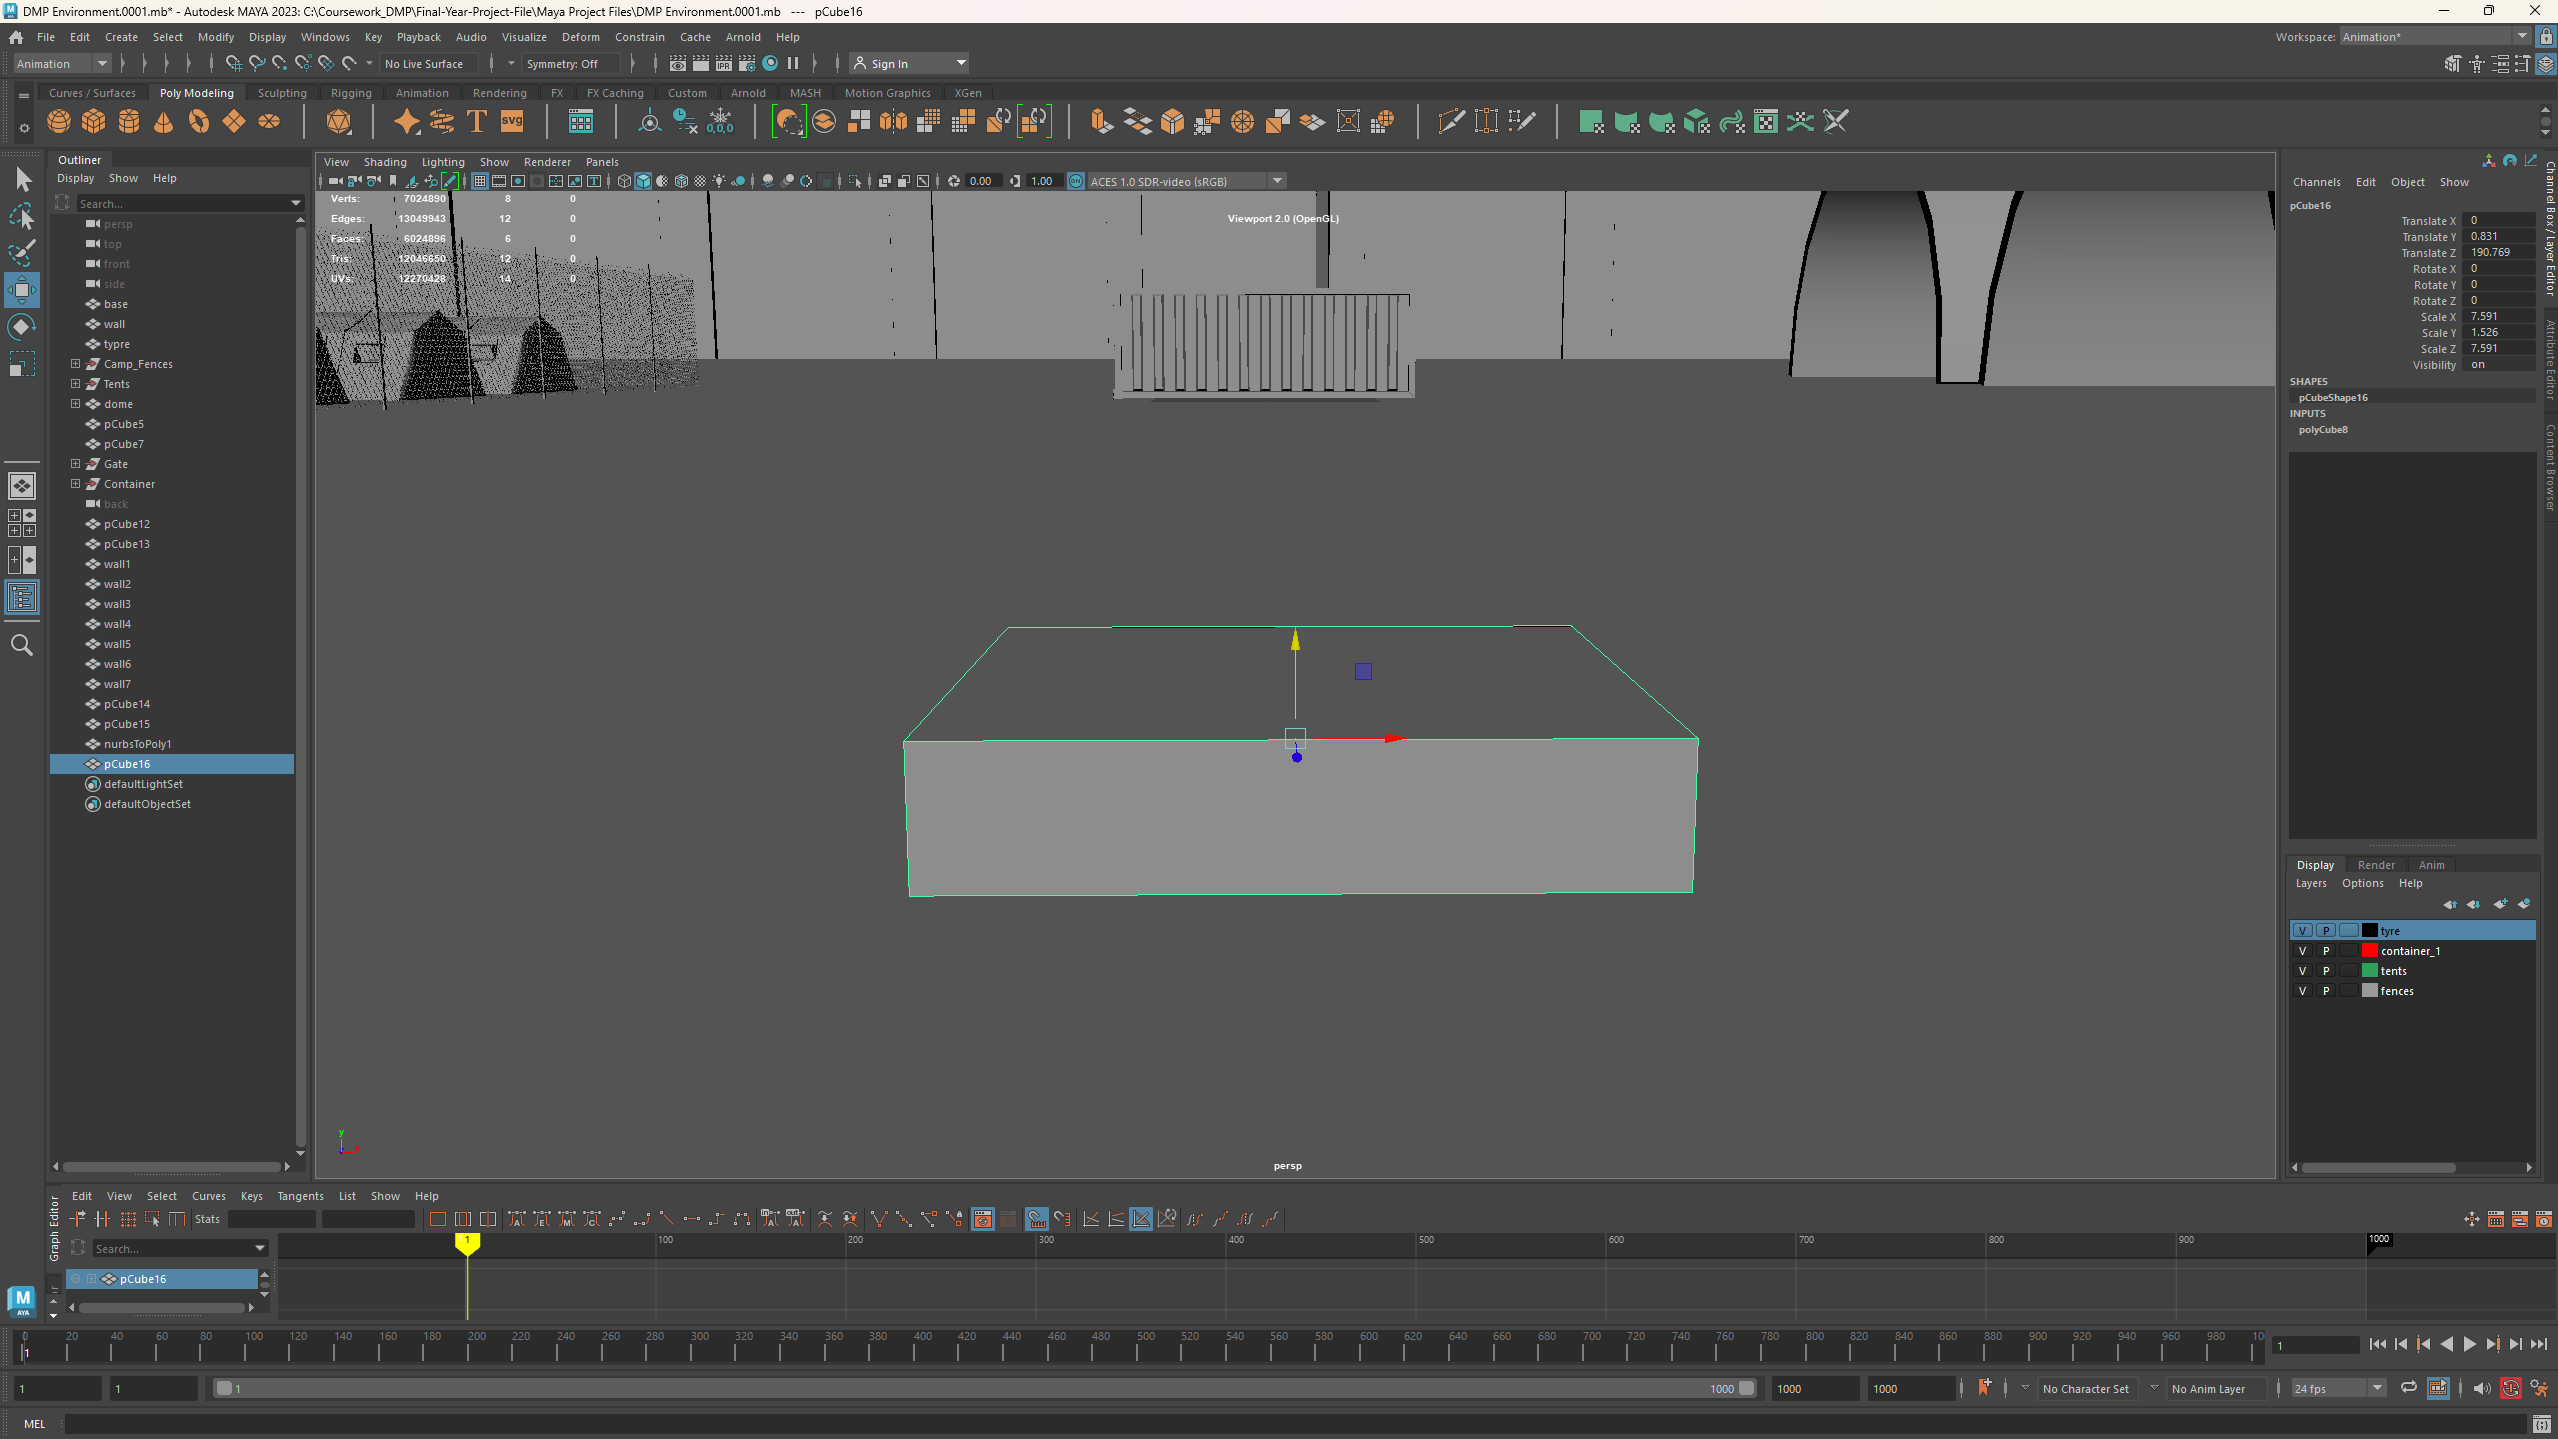 DMP Environment.0001.mb* - Autodesk MAYA 2023: C:\Coursework_DMP\Final-Year-Project-File\Maya Project Files\DMP Environment.0001.mb --- pCube16
File Edit Create Select Modify Display Windows Key Playback Audio Visualize Deform Constrain Cache Arnold Help
Workspace: Animation*
Animation No Live Surface Symmetry: Off IPR Sign In
Curves / Surfaces Poly Modeling Sculpting Rigging Animation Rendering FX FX Caching Custom Arnold MASH Motion Graphics XGen
T SVG 0,0,0
Outliner
Display Show Help
Search...
persp
top
front
side
base
wall
typre
Camp_Fences
Tents
dome
pCube5
pCube7
Gate
Container
back
pCube12
pCube13
wall1
wall2
wall3
wall4
wall5
wall6
wall7
pCube14
pCube15
nurbsToPoly1
pCube16
defaultLightSet
defaultObjectSet
View Shading Lighting Show Renderer Panels
0.00 1.00 ACES 1.0 SDR-video (sRGB)
Verts: 7024890 8 0
Edges: 13049943 12 0
Faces: 6024896 6 0
Tris: 12046650 12 0
UVs: 12270428 14 0
Viewport 2.0 (OpenGL)
y
persp
Channels Edit Object Show
pCube16
Translate X 0
Translate Y 0.831
Translate Z 190.769
Rotate X 0
Rotate Y 0
Rotate Z 0
Scale X 7.591
Scale Y 1.526
Scale Z 7.591
Visibility on
SHAPES
pCubeShape16
INPUTS
polyCube8
Channel Box / Layer Editor
Attribute Editor
Content Browser
Display Render Anim
Layers Options Help
V P tyre
V P container_1
V P tents
V P fences
Graph Editor
Edit View Select Curves Keys Tangents List Show Help
Stats
Search...
pCube16
1 100 200 300 400 500 600 700 800 900 1000
0 20 40 60 80 100 120 140 160 180 200 220 240 260 280 300 320 340 360 380 400 420 440 460 480 500 520 540 560 580 600 620 640 660 680 700 720 740 760 780 800 820 840 860 880 900 920 940 960 980 10
1
1
1 1 1 1000 1000 1000 No Character Set No Anim Layer 24 fps
M
AYA
MEL